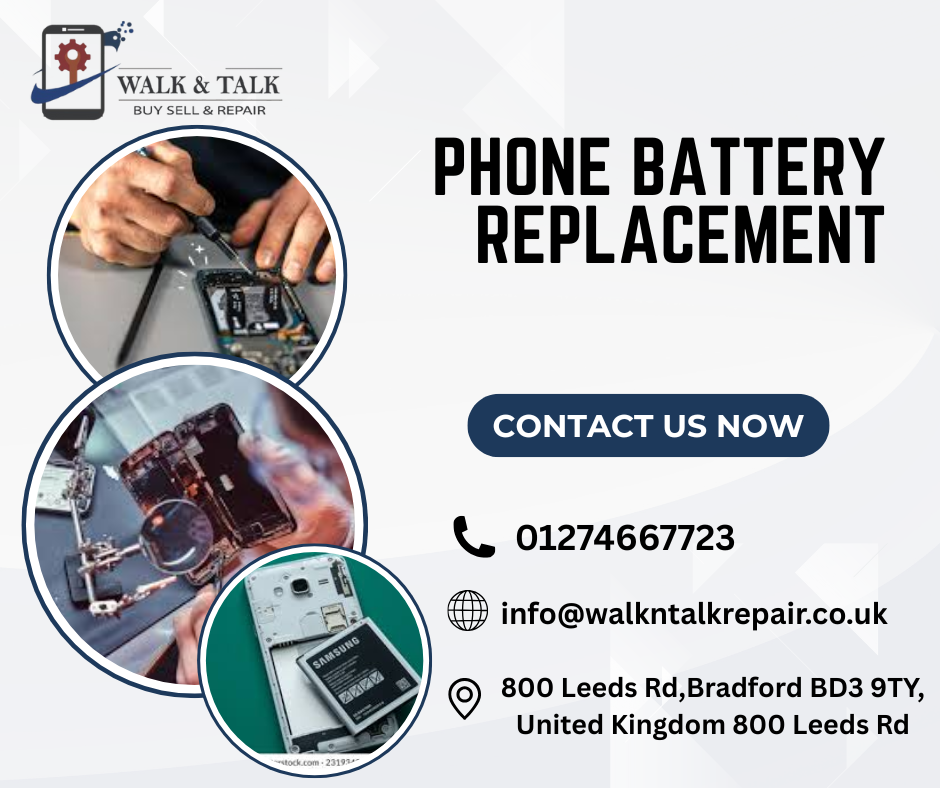 WALK & TALK
BUY SELL & REPAIR
PHONE BATTERY
REPLACEMENT
CONTACT US NOW
01274667723
info@walkntalkrepair.co.uk
800 Leeds Rd,Bradford BD3 9TY,
United Kingdom 800 Leeds Rd
SAMSUNG